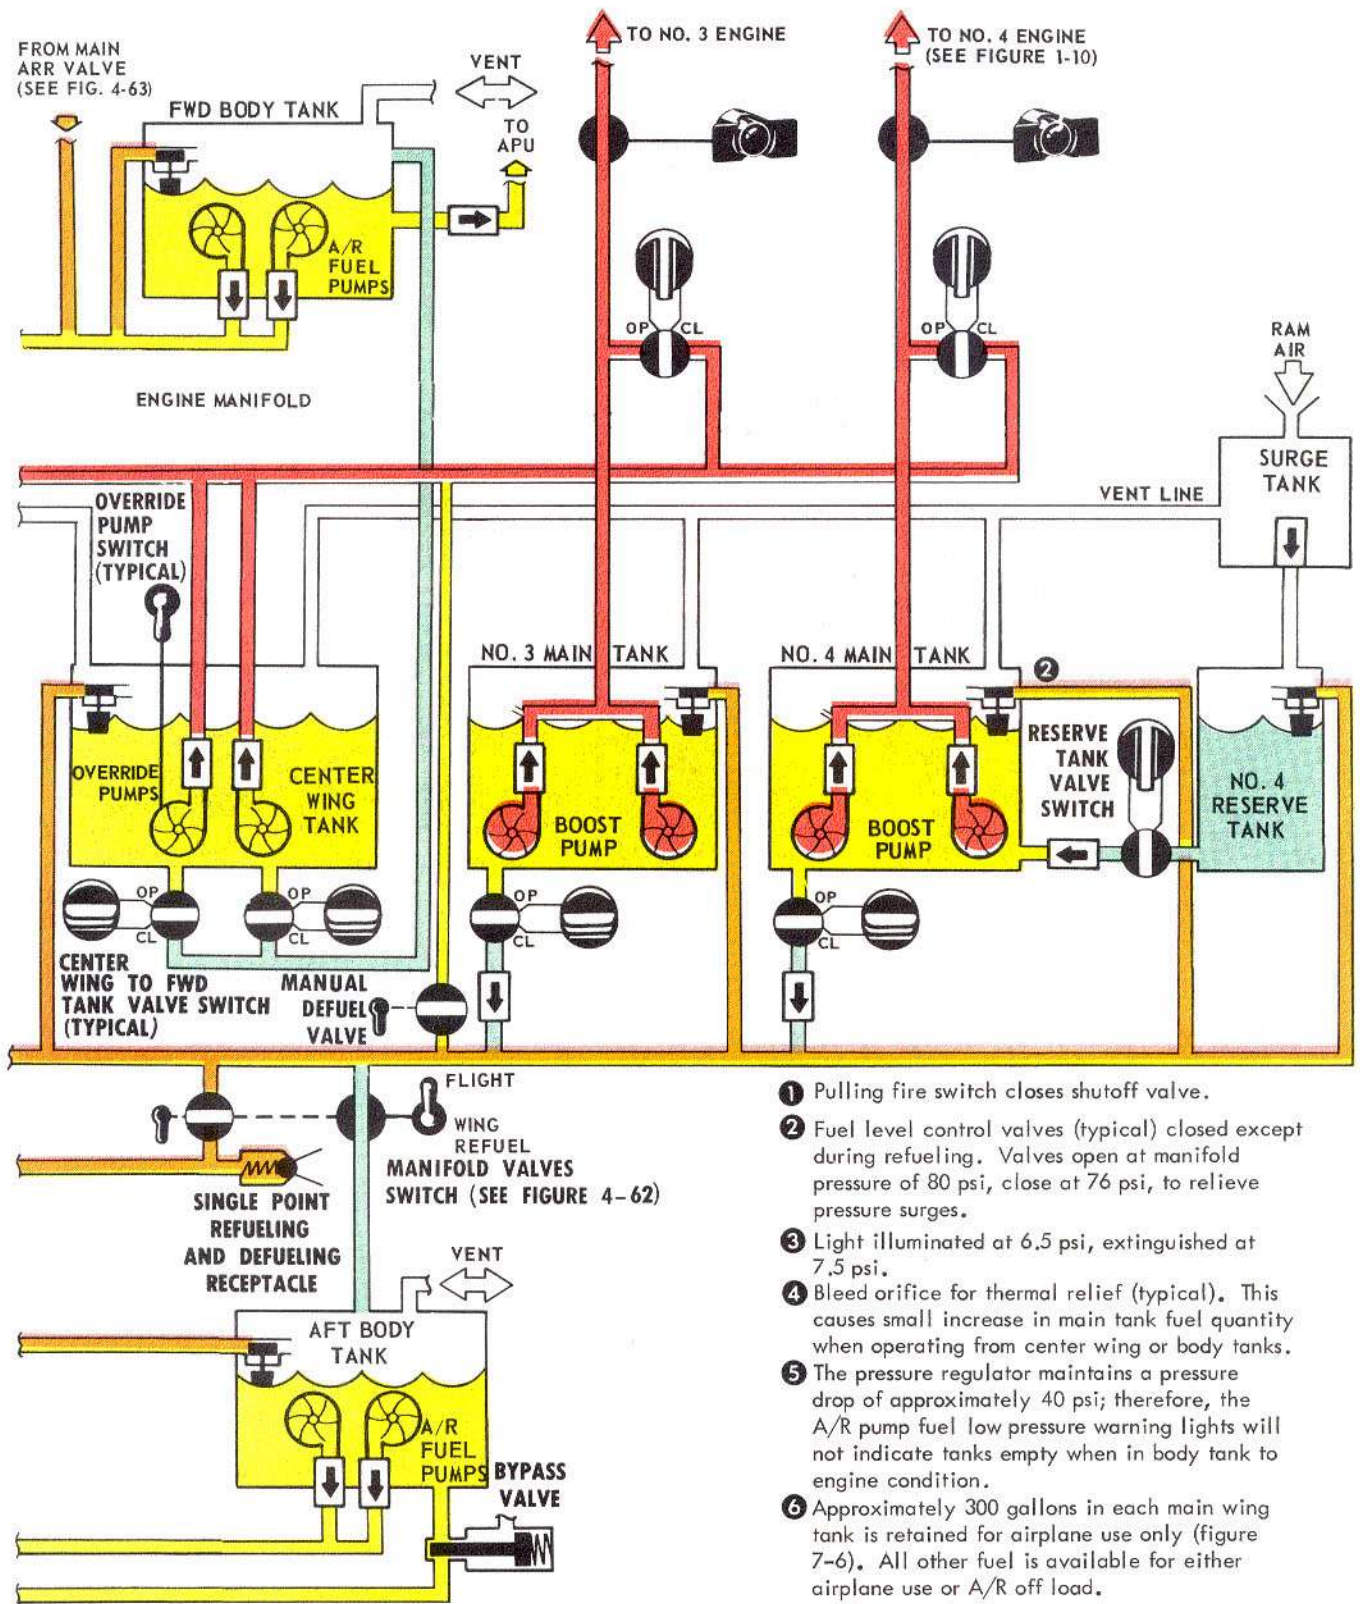 FROM MAIN
ARR VALVE
(SEE FIG. 4-63)
FWD BODY TANK
VENT
TO
APU
A/R
FUEL
PUMPS
TO NO. 3 ENGINE
TO NO. 4 ENGINE
(SEE FIGURE 1-10)
OP CL
OP CL
RAM
AIR
ENGINE MANIFOLD
SURGE
TANK
VENT LINE
OVERRIDE
PUMP
SWITCH
(TYPICAL)
NO. 3 MAIN TANK
NO. 4 MAIN TANK
2
RESERVE
TANK
VALVE
SWITCH
OVERRIDE
PUMPS
CENTER
WING
TANK
BOOST
PUMP
BOOST
PUMP
NO. 4
RESERVE
TANK
OP
CL
OP
CL
OP
CL
OP
CL
CENTER
WING TO FWD
TANK VALVE SWITCH
(TYPICAL)
MANUAL
DEFUEL
VALVE
FLIGHT
WING
REFUEL
MANIFOLD VALVES
SWITCH (SEE FIGURE 4-62)
SINGLE POINT
REFUELING
AND DEFUELING
RECEPTACLE
VENT
AFT BODY
TANK
A/R
FUEL
PUMPS
BYPASS
VALVE
1 Pulling fire switch closes shutoff valve.
2 Fuel level control valves (typical) closed except
during refueling. Valves open at manifold
pressure of 80 psi, close at 76 psi, to relieve
pressure surges.
3 Light illuminated at 6.5 psi, extinguished at
7.5 psi.
4 Bleed orifice for thermal relief (typical). This
causes small increase in main tank fuel quantity
when operating from center wing or body tanks.
5 The pressure regulator maintains a pressure
drop of approximately 40 psi; therefore, the
A/R pump fuel low pressure warning lights will
not indicate tanks empty when in body tank to
engine condition.
6 Approximately 300 gallons in each main wing
tank is retained for airplane use only (figure
7-6). All other fuel is available for either
airplane use or A/R off load.